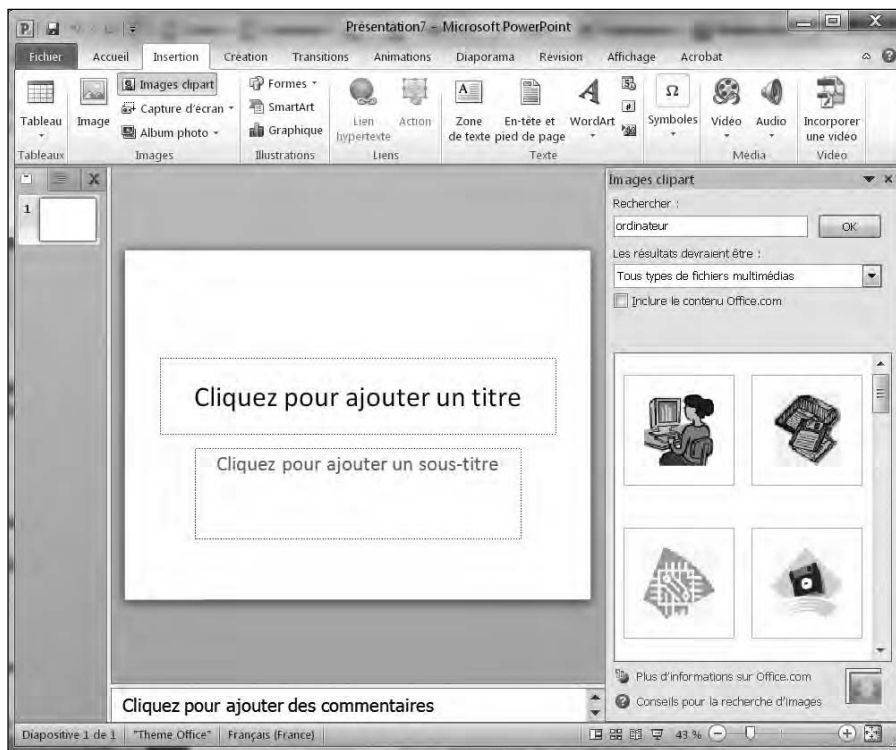 Présentation7 - Microsoft PowerPoint
Fichier Accueil Insertion Création Transitions Animations Diaporama Révision Affichage Acrobat
Tableau
Image
Images clipart
Capture d'écran
Album photo
Formes
SmartArt
Graphique
Lien hypertexte
Action
Zone de texte
En-tête et pied de page
WordArt
Ω
Symboles
Vidéo
Audio
Incorporer une vidéo
Tableaux Images Illustrations Liens Texte Média Video
1
Cliquez pour ajouter un titre
Cliquez pour ajouter un sous-titre
Cliquez pour ajouter des commentaires
Images clipart
Rechercher :
ordinateur OK
Les résultats devraient être :
Tous types de fichiers multimédias
Inclure le contenu Office.com
Plus d'informations sur Office.com
Conseils pour la recherche d'images
Diapositive 1 de 1 "Theme Office" Français (France) 43 %